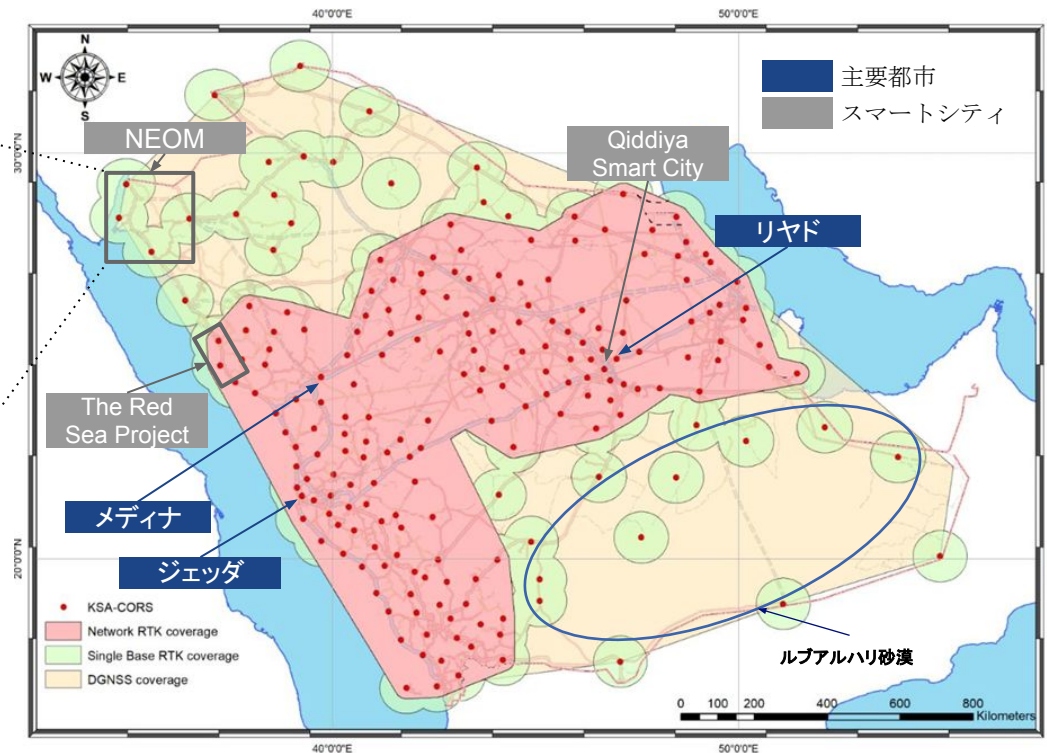 40°0'0"E
50°0'0"E
N
W
E
S
主要都市
スマートシティ
NEOM
Qiddiya
Smart City
30°0'0"N
リヤド
The Red
Sea Project
メディナ
ジェッダ
20°0'0"N
KSA-CORS
Network RTK coverage
Single Base RTK coverage
DGNSS coverage
ルブアルハリ砂漠
0 100 200 400 600 800
Kilometers
40°0'0"E
50°0'0"E